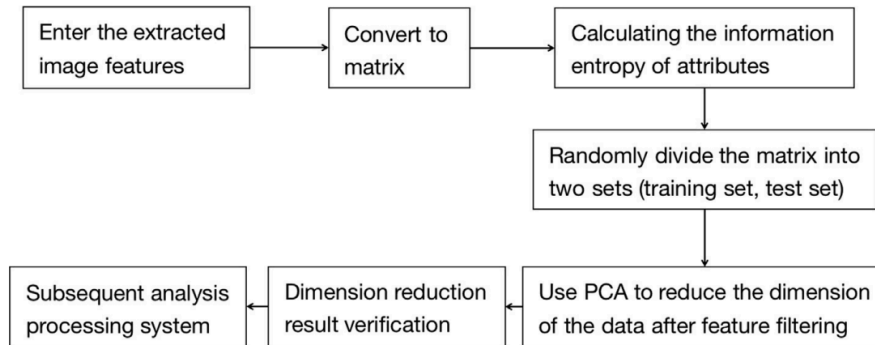 Enter the extracted
image features
Convert to
matrix
Calculating the information
entropy of attributes
Randomly divide the matrix into
two sets (training set, test set)
Use PCA to reduce the dimension
of the data after feature filtering
Dimension reduction
result verification
Subsequent analysis
processing system